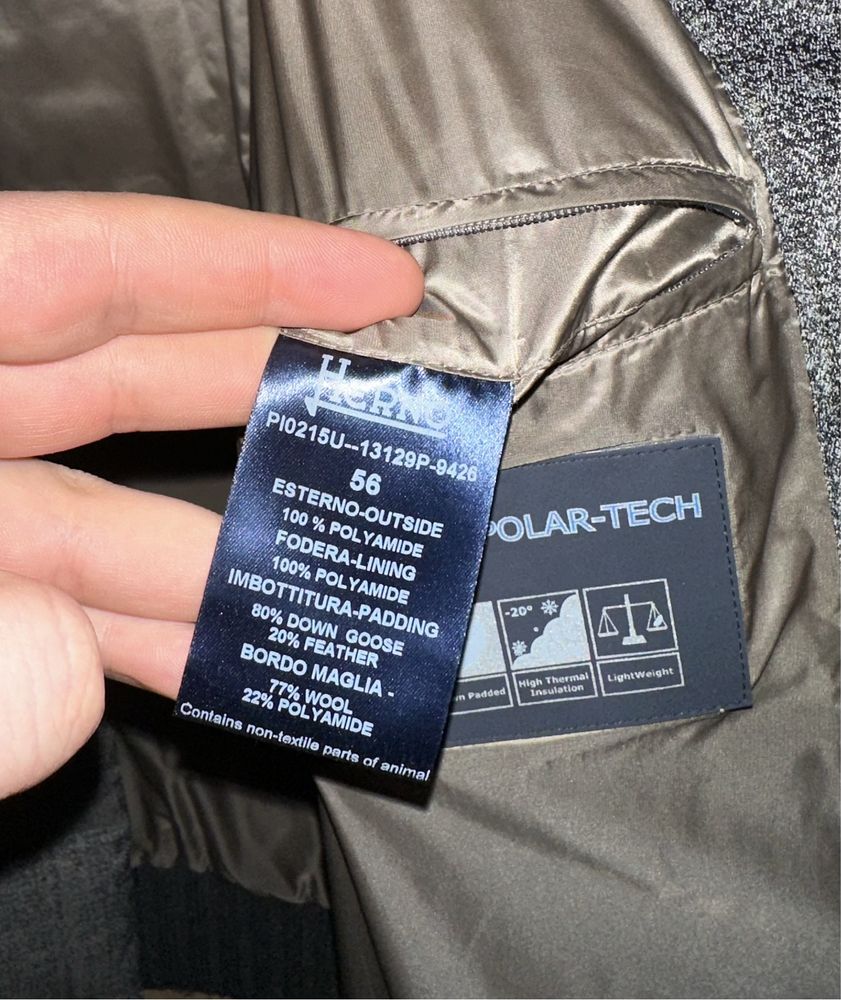 HERNO
PI0215U--13129P-9426
56
ESTERNO-OUTSIDE
100 % POLYAMIDE
FODERA-LINING
100% POLYAMIDE
IMBOTTITURA-PADDING
80% DOWN GOOSE
20% FEATHER
BORDO MAGLIA -
77% WOOL
22% POLYAMIDE
Contains non-textile parts of animal
POLAR-TECH
-20°
Padded
High Thermal
Insulation
LightWeight